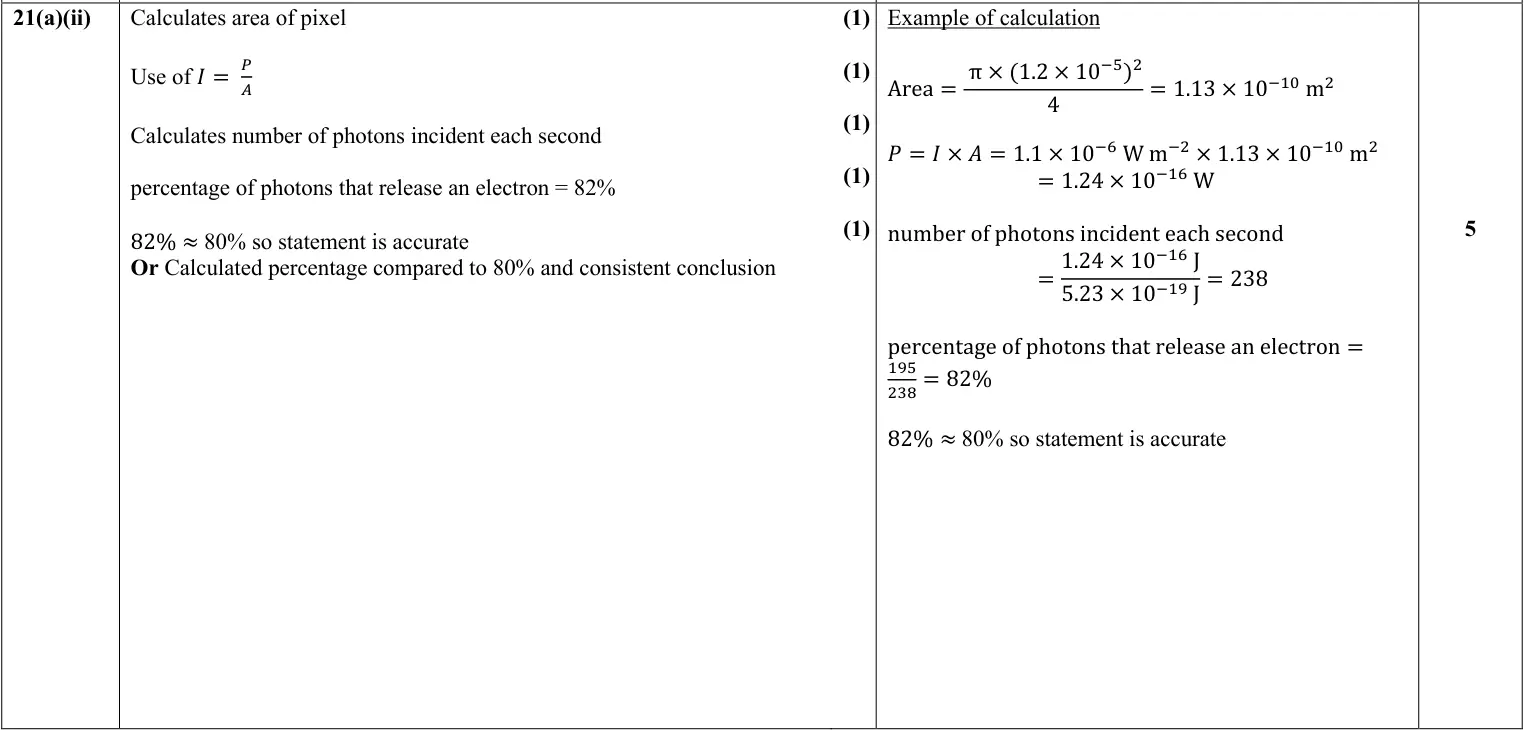 21(a)(ii)
Calculates area of pixel (1)
Use of I = P/A (1)
Calculates number of photons incident each second (1)
percentage of photons that release an electron = 82% (1)
82% ≈ 80% so statement is accurate (1)
Or Calculated percentage compared to 80% and consistent conclusion
Example of calculation
Area = π × (1.2 × 10⁻⁵)² / 4 = 1.13 × 10⁻¹⁰ m²
P = I × A = 1.1 × 10⁻⁶ W m⁻² × 1.13 × 10⁻¹⁰ m²
= 1.24 × 10⁻¹⁶ W
number of photons incident each second
= 1.24 × 10⁻¹⁶ J / 5.23 × 10⁻¹⁹ J = 238
percentage of photons that release an electron =
195/238 = 82%
82% ≈ 80% so statement is accurate
5